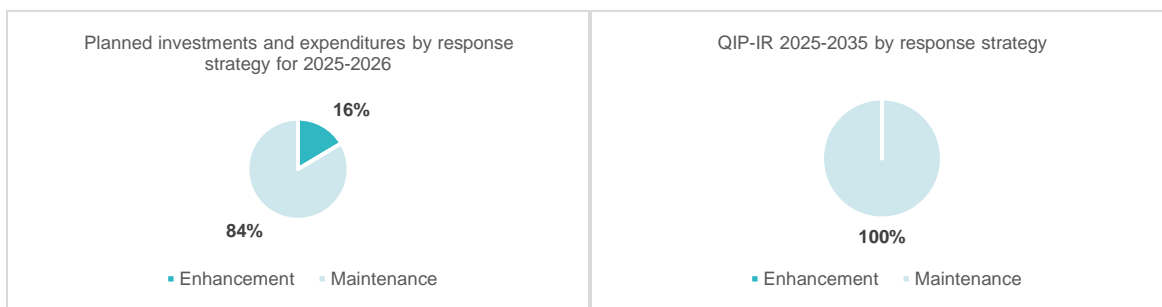 Planned investments and expenditures by response
strategy for 2025-2026
16%
84%
Enhancement Maintenance
QIP-IR 2025-2035 by response strategy
100%
Enhancement Maintenance